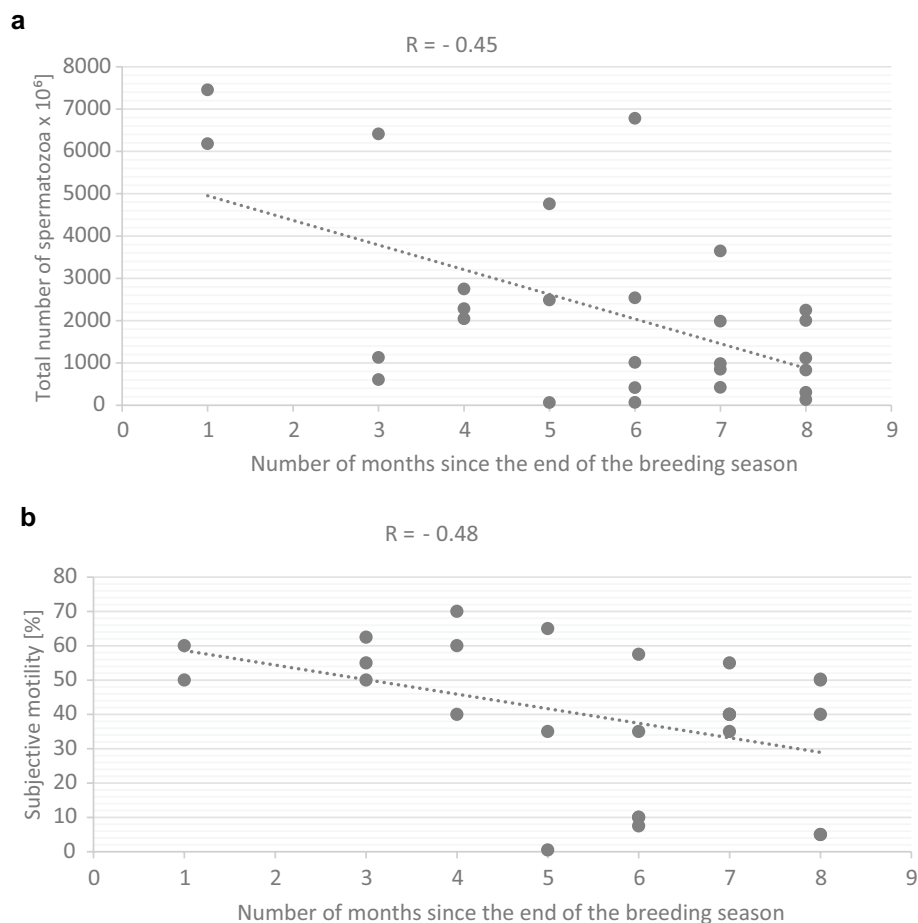 a
R = - 0.45
Total number of spermatozoa x 10⁶]
8000
7000
6000
5000
4000
3000
2000
1000
0
0 1 2 3 4 5 6 7 8 9
Number of months since the end of the breeding season
b
R = - 0.48
Subjective motility [%]
80
70
60
50
40
30
20
10
0
0 1 2 3 4 5 6 7 8 9
Number of months since the end of the breeding season